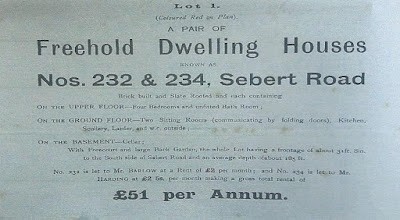 Lot 1.
(Coloured Red on Plan).
A PAIR OF
Freehold Dwelling Houses
KNOWN AS
Nos. 232 & 234, Sebert Road
Brick built and Slate Roofed and each containing:
On the UPPER FLOOR—Four Bedrooms and unfitted Bath Room;
On the GROUND FLOOR—Two Sitting Rooms (communicating by folding doors), Kitchen,
Scullery, Larder, and w.c. outside
On the BASEMENT—Cellar;
With Forecourt and large Back Garden, the whole Lot having a frontage of about 32ft.
to the South side of Sebert Road and an average depth of about
No. 232 is let to Mr. Barlow at a Rent of £2 per month; and No. 234 is let to Mr.
Harding at £2 per month making a gross total rental of
£51 per Annum.